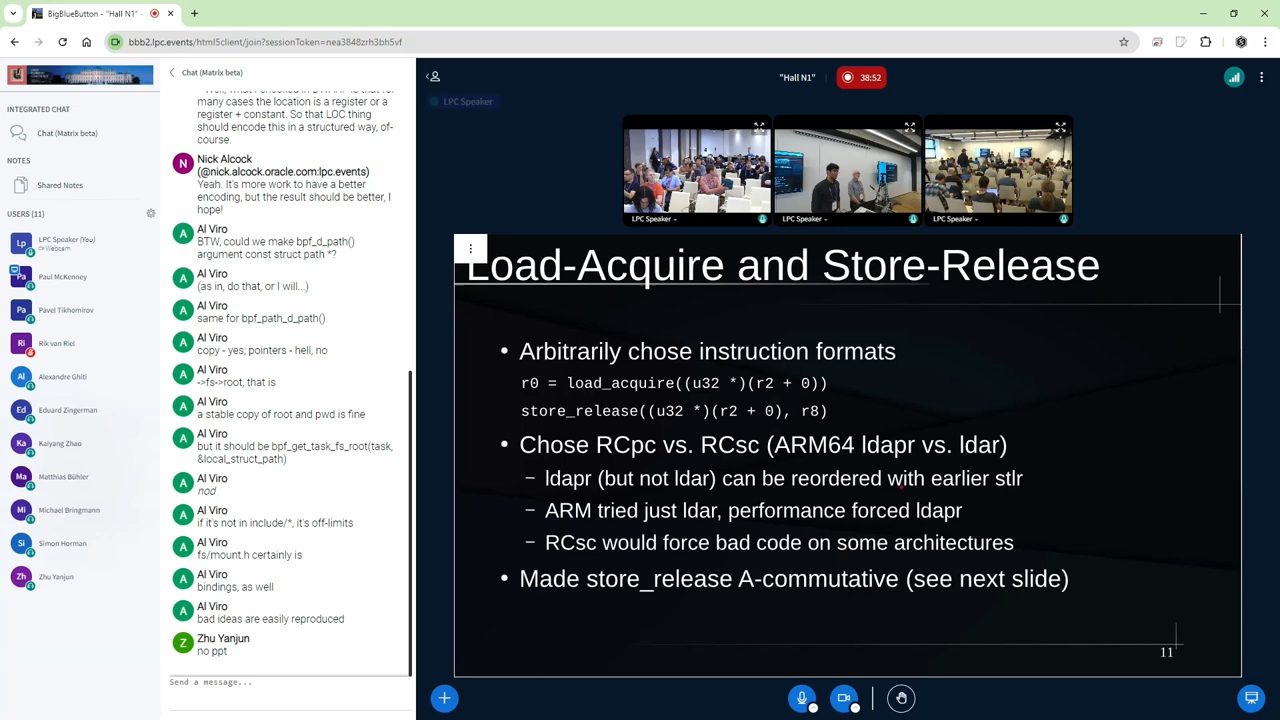 BigBlueButton - "Hall N1" -
bbb2.lpc.events/html5client/join?sessionToken=nea3848zrh3bh5vf
INTEGRATED CHAT
Chat (Matrix beta)
NOTES
Shared Notes
USERS (11)
Lp
LPC Speaker (You)
Webcam
Pa
Paul McKenney
Pa
Pavel Tikhomirov
Ri
Rik van Riel
Al
Alexandre Ghiti
Ed
Eduard Zingerman
Ka
Kaiyang Zhao
Ma
Matthias Bühler
Mi
Michael Bringmann
Si
Simon Horman
Zh
Zhu Yanjun
Chat (Matrix beta)
many cases the location is a register or a
register + constant. So that LOC thing
should encode this in a structured way, of-
course.
N
Nick Alcock
(@nick.alcock.oracle.com:lpc.events)
Yeah. It's more work to have a better
encoding, but the result should be better, I
hope!
A
Al Viro
BTW, could we make bpf_d_path()
argument const struct path *?
A
Al Viro
(as in, do that, or I will...)
A
Al Viro
same for bpf_path_d_path()
A
Al Viro
copy - yes; pointers - hell, no
A
Al Viro
->fs->root, that is
A
Al Viro
a stable copy of root and pwd is fine
A
Al Viro
but it should be bpf_get_task_fs_root(task,
&local_struct_path)
A
Al Viro
nod
A
Al Viro
if it's not in include/*, it's off-limits
A
Al Viro
fs/mount.h certainly is
A
Al Viro
bindings, as well
A
Al Viro
bad ideas are easily reproduced
Z
Zhu Yanjun
no ppt
Send a message...
"Hall N1"
38:52
LPC Speaker
LPC Speaker
LPC Speaker
LPC Speaker
Load-Acquire and Store-Release
• Arbitrarily chose instruction formats
r0 = load_acquire((u32 *)(r2 + 0))
store_release((u32 *)(r2 + 0), r8)
• Chose RCpc vs. RCsc (ARM64 ldapr vs. ldar)
– ldapr (but not ldar) can be reordered with earlier stlr
– ARM tried just ldar, performance forced ldapr
– RCsc would force bad code on some architectures
• Made store_release A-commutative (see next slide)
11